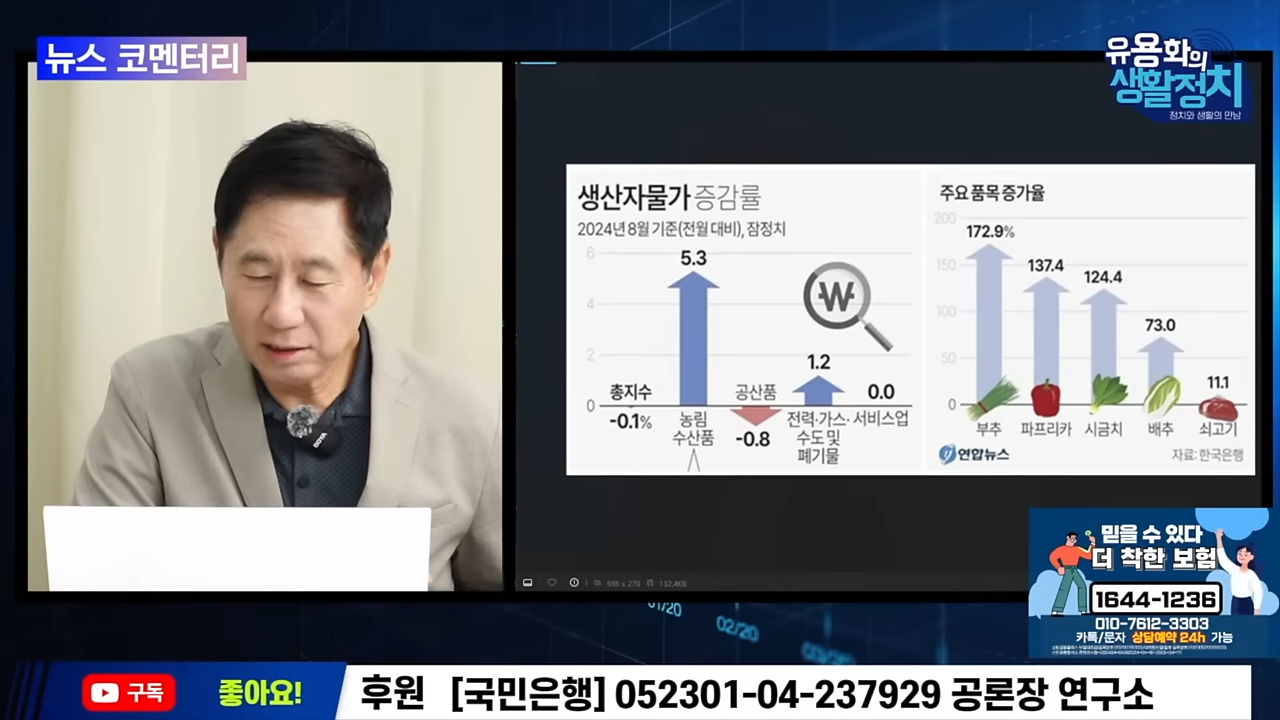 뉴스 코멘터리
유용화의
생활정치
정치와 생활의 만남
생산자물가 증감률
2024년 8월 기준(전월 대비), 잠정치
6
5.3
4
2
1.2
총지수
공산품
0.0
0
-0.1%
농림
수산품
-0.8
전력·가스·
수도 및
폐기물
서비스업
주요 품목 증가율
200
172.9%
150
137.4
124.4
100
73.0
50
11.1
0
부추
파프리카
시금치
배추
쇠고기
연합뉴스
자료: 한국은행
BOYA
598 x 270
132.4KB
01/20
02/20
믿을 수 있다
더 착한 보험
1644-1236
010-7612-3303
카톡/문자 상담예약 24h 가능
구독
좋아요!
후원 [국민은행] 052301-04-237929 공론장 연구소